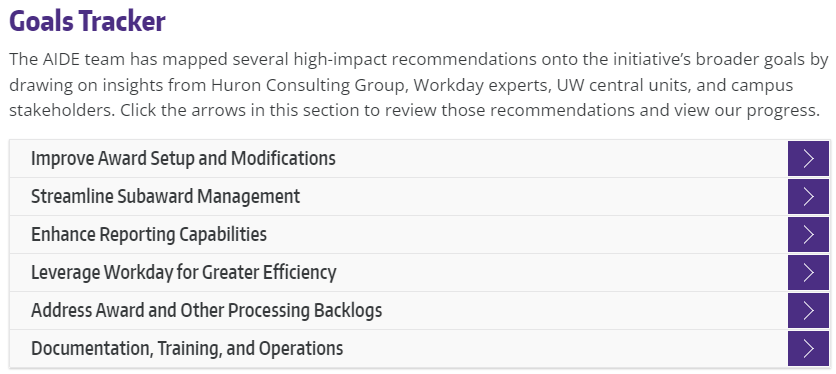 Goals Tracker
The AIDE team has mapped several high-impact recommendations onto the initiative’s broader goals by
drawing on insights from Huron Consulting Group, Workday experts, UW central units, and campus
stakeholders. Click the arrows in this section to review those recommendations and view our progress.
Improve Award Setup and Modifications
Streamline Subaward Management
Enhance Reporting Capabilities
Leverage Workday for Greater Efficiency
Address Award and Other Processing Backlogs
Documentation, Training, and Operations